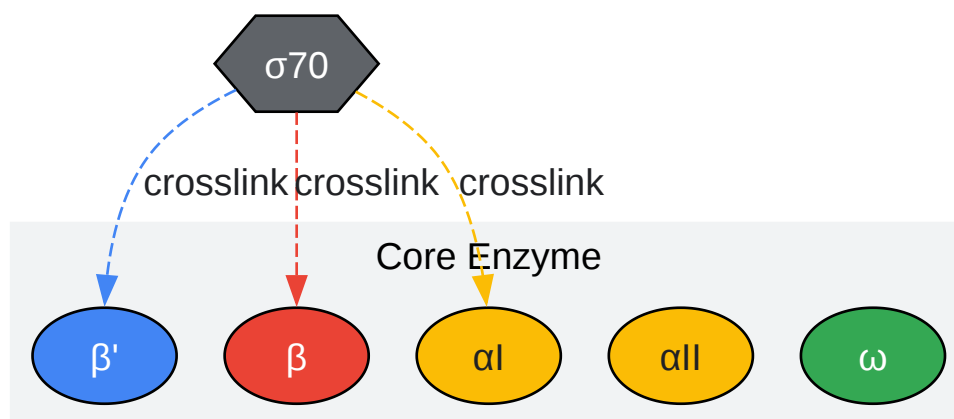 σ70
crosslink crosslink crosslink
Core Enzyme
β' β αI αII ω